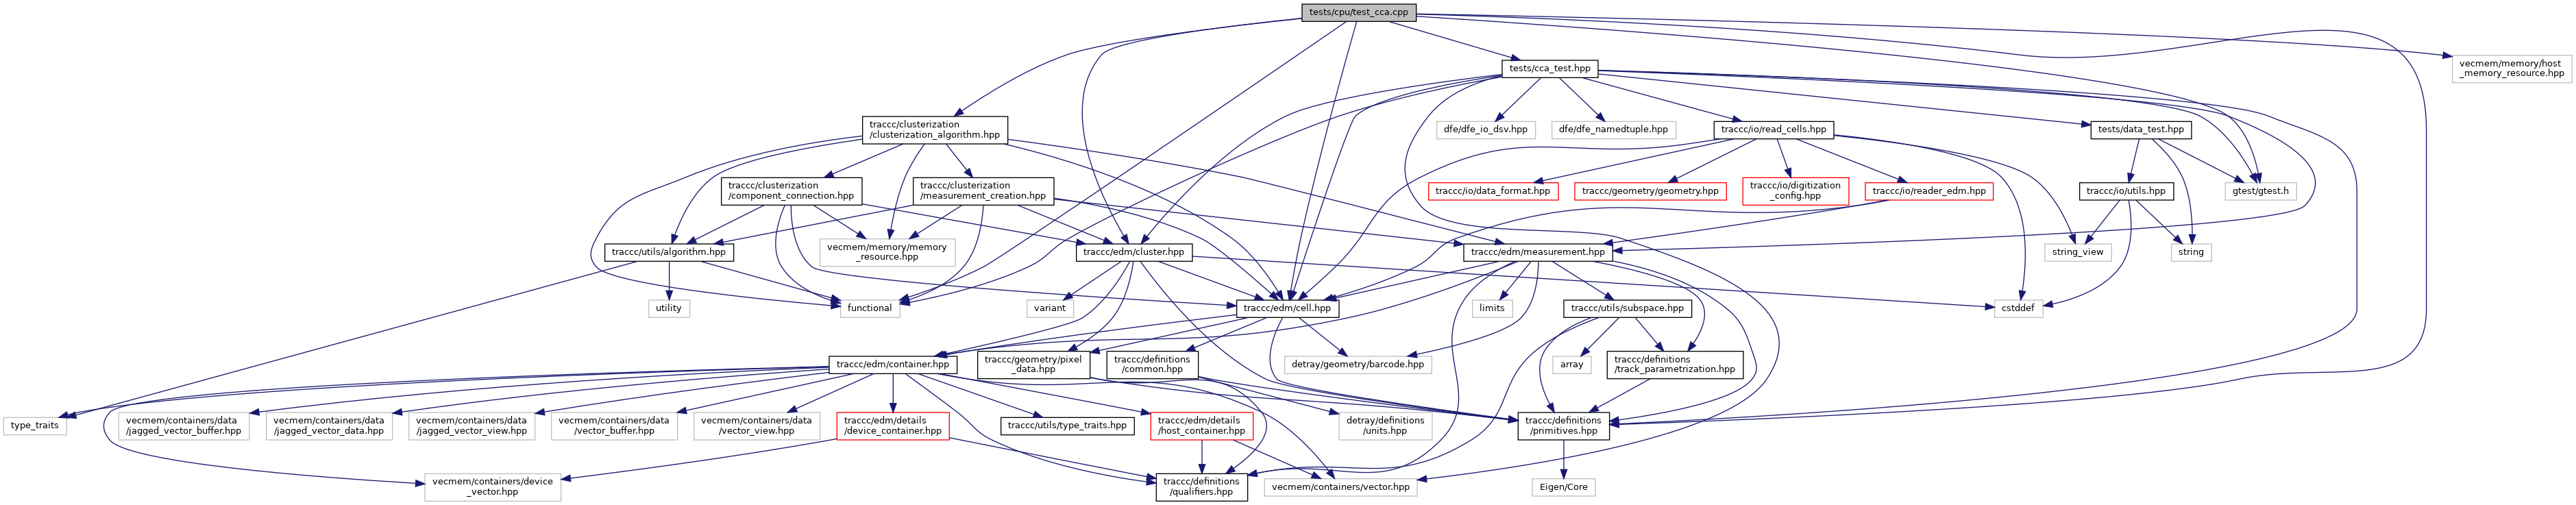 tests/cpu/test_cca.cpp
vecmem/memory/host
_memory_resource.hpp
tests/cca_test.hpp
traccc/clusterization
/clusterization_algorithm.hpp
dfe/dfe_io_dsv.hpp
dfe/dfe_namedtuple.hpp
traccc/io/read_cells.hpp
tests/data_test.hpp
traccc/clusterization
/component_connection.hpp
traccc/clusterization
/measurement_creation.hpp
traccc/io/data_format.hpp
traccc/geometry/geometry.hpp
traccc/io/digitization
_config.hpp
traccc/io/reader_edm.hpp
traccc/io/utils.hpp
gtest/gtest.h
traccc/utils/algorithm.hpp
vecmem/memory/memory
_resource.hpp
traccc/edm/cluster.hpp
traccc/edm/measurement.hpp
string_view
string
utility
functional
variant
traccc/edm/cell.hpp
limits
traccc/utils/subspace.hpp
cstddef
traccc/edm/container.hpp
traccc/geometry/pixel
_data.hpp
traccc/definitions
/common.hpp
detray/geometry/barcode.hpp
array
traccc/definitions
/track_parametrization.hpp
type_traits
vecmem/containers/data
/jagged_vector_buffer.hpp
vecmem/containers/data
/jagged_vector_data.hpp
vecmem/containers/data
/jagged_vector_view.hpp
vecmem/containers/data
/vector_buffer.hpp
vecmem/containers/data
/vector_view.hpp
traccc/edm/details
/device_container.hpp
traccc/utils/type_traits.hpp
traccc/edm/details
/host_container.hpp
detray/definitions
/units.hpp
traccc/definitions
/primitives.hpp
vecmem/containers/device
_vector.hpp
traccc/definitions
/qualifiers.hpp
vecmem/containers/vector.hpp
Eigen/Core